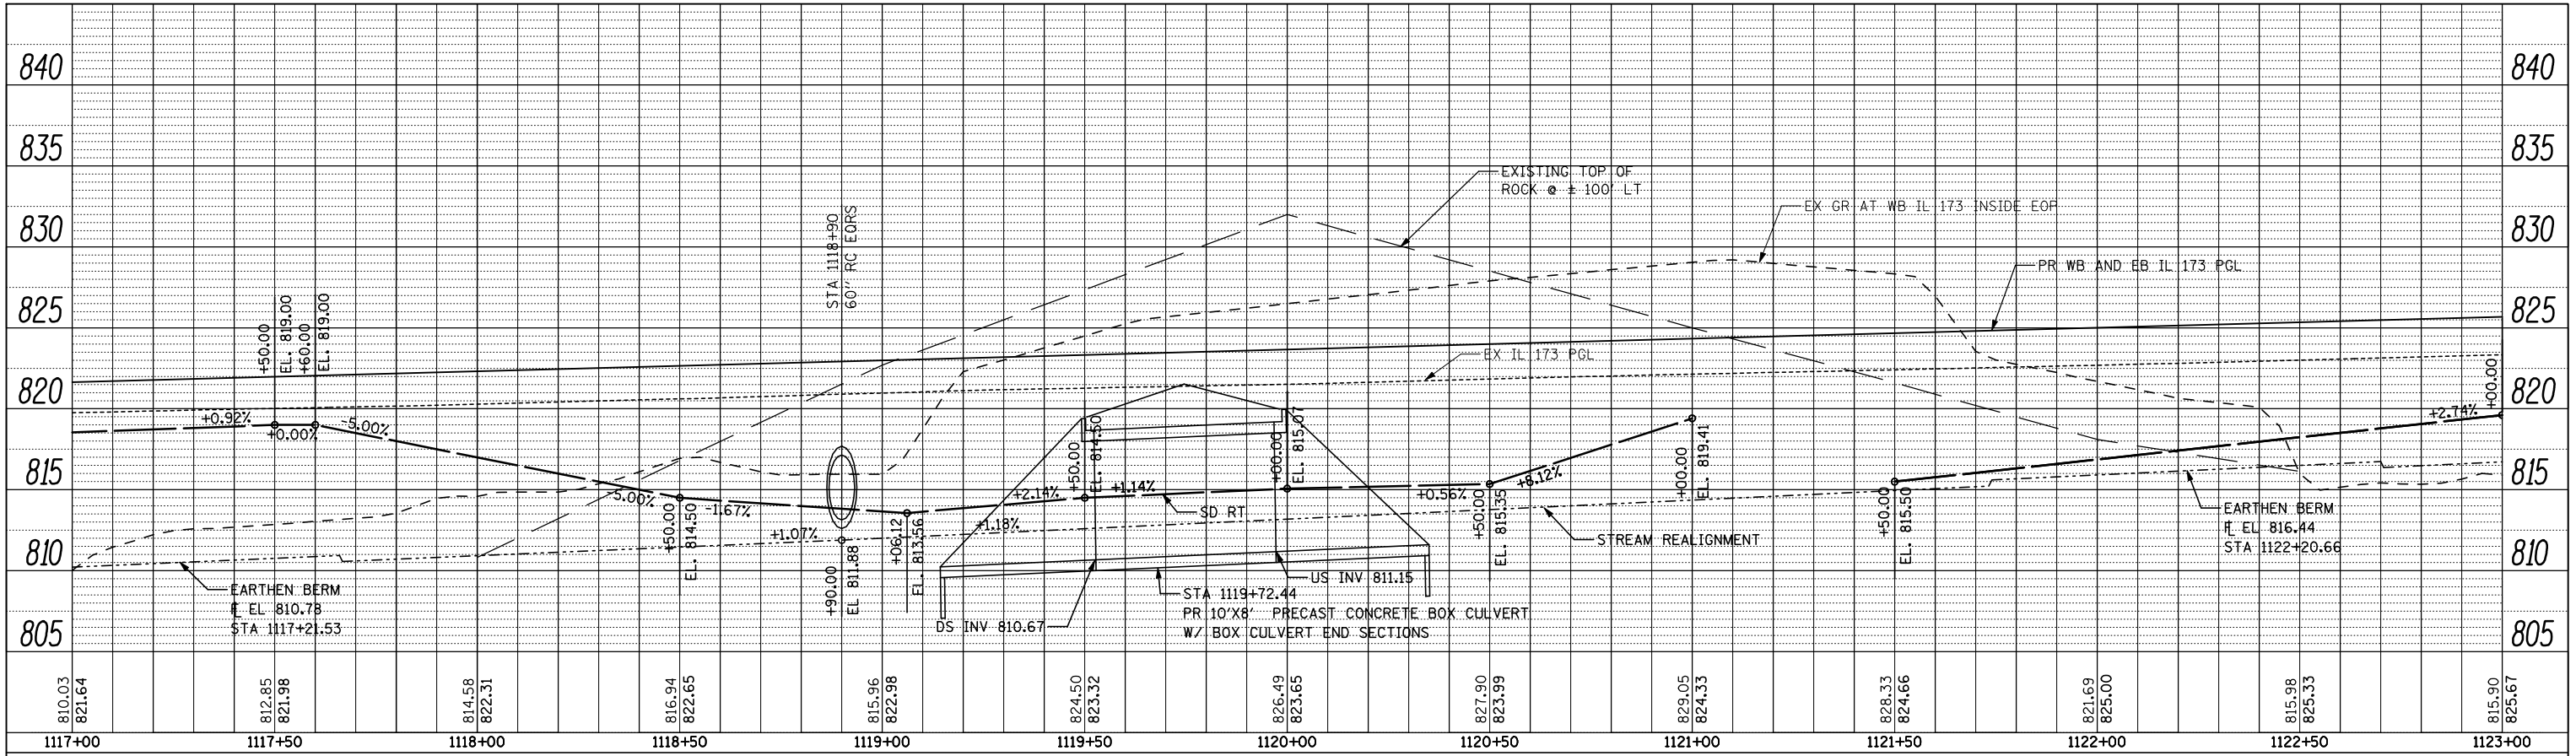 840
840
835
835
830
830
825
825
820
820
815
815
810
810
805
805
EXISTING TOP OF
ROCK @ ± 100' LT
EX GR AT WB IL 173 INSIDE EOP
PR WB AND EB IL 173 PGL
EX IL 173 PGL
STA 1118+90
60" RC EQRS
+50.00
EL. 819.00
+60.00
EL. 819.00
+0.92%
+0.00%
-5.00%
-5.00%
+50.00
EL. 814.50
-1.67%
+1.07%
+90.00
EL 811.88
+06.12
EL. 813.56
+1.18%
+2.14%
+50.00
EL. 814.50
+1.14%
SD RT
+00.00
EL. 815.07
+0.56%
+50.00
EL. 815.35
+8.12%
+00.00
EL. 819.41
+50.00
EL. 815.50
+2.74%
+00.00
STREAM REALIGNMENT
EARTHEN BERM
FL EL 816.44
STA 1122+20.66
EARTHEN BERM
FL EL 810.78
STA 1117+21.53
DS INV 810.67
US INV 811.15
STA 1119+72.44
PR 10'X8' PRECAST CONCRETE BOX CULVERT
W/ BOX CULVERT END SECTIONS
810.03
821.64
812.85
821.98
814.58
822.31
816.94
822.65
815.96
822.98
824.50
823.32
826.49
823.65
827.90
823.99
829.05
824.33
828.33
824.66
821.69
825.00
815.98
825.33
815.90
825.67
1117+00 1117+50 1118+00 1118+50 1119+00 1119+50 1120+00 1120+50 1121+00 1121+50 1122+00 1122+50 1123+00